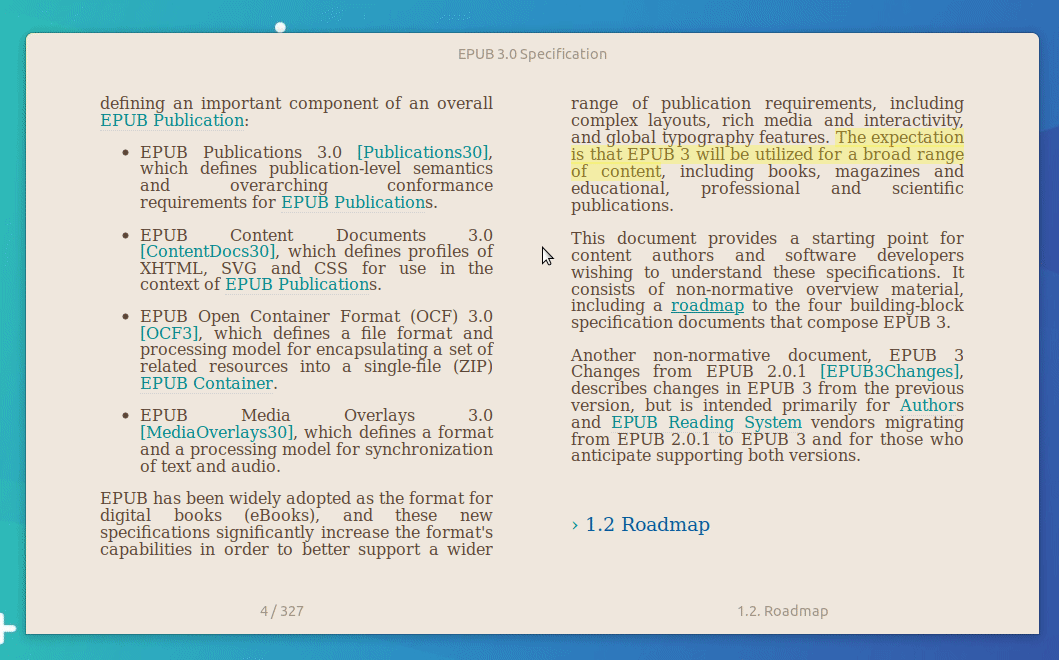 EPUB 3.0 Specification
defining an important component of an overall
EPUB Publication:
• EPUB Publications 3.0 [Publications30],
which defines publication-level semantics
and overarching conformance
requirements for EPUB Publications.
• EPUB Content Documents 3.0
[ContentDocs30], which defines profiles of
XHTML, SVG and CSS for use in the
context of EPUB Publications.
• EPUB Open Container Format (OCF) 3.0
[OCF3], which defines a file format and
processing model for encapsulating a set of
related resources into a single-file (ZIP)
EPUB Container.
• EPUB Media Overlays 3.0
[MediaOverlays30], which defines a format
and a processing model for synchronization
of text and audio.
EPUB has been widely adopted as the format for
digital books (eBooks), and these new
specifications significantly increase the format's
capabilities in order to better support a wider
range of publication requirements, including
complex layouts, rich media and interactivity,
and global typography features. The expectation
is that EPUB 3 will be utilized for a broad range
of content, including books, magazines and
educational, professional and scientific
publications.
This document provides a starting point for
content authors and software developers
wishing to understand these specifications. It
consists of non-normative overview material,
including a roadmap to the four building-block
specification documents that compose EPUB 3.
Another non-normative document, EPUB 3
Changes from EPUB 2.0.1 [EPUB3Changes],
describes changes in EPUB 3 from the previous
version, but is intended primarily for Authors
and EPUB Reading System vendors migrating
from EPUB 2.0.1 to EPUB 3 and for those who
anticipate supporting both versions.
› 1.2 Roadmap
4 / 327
1.2. Roadmap